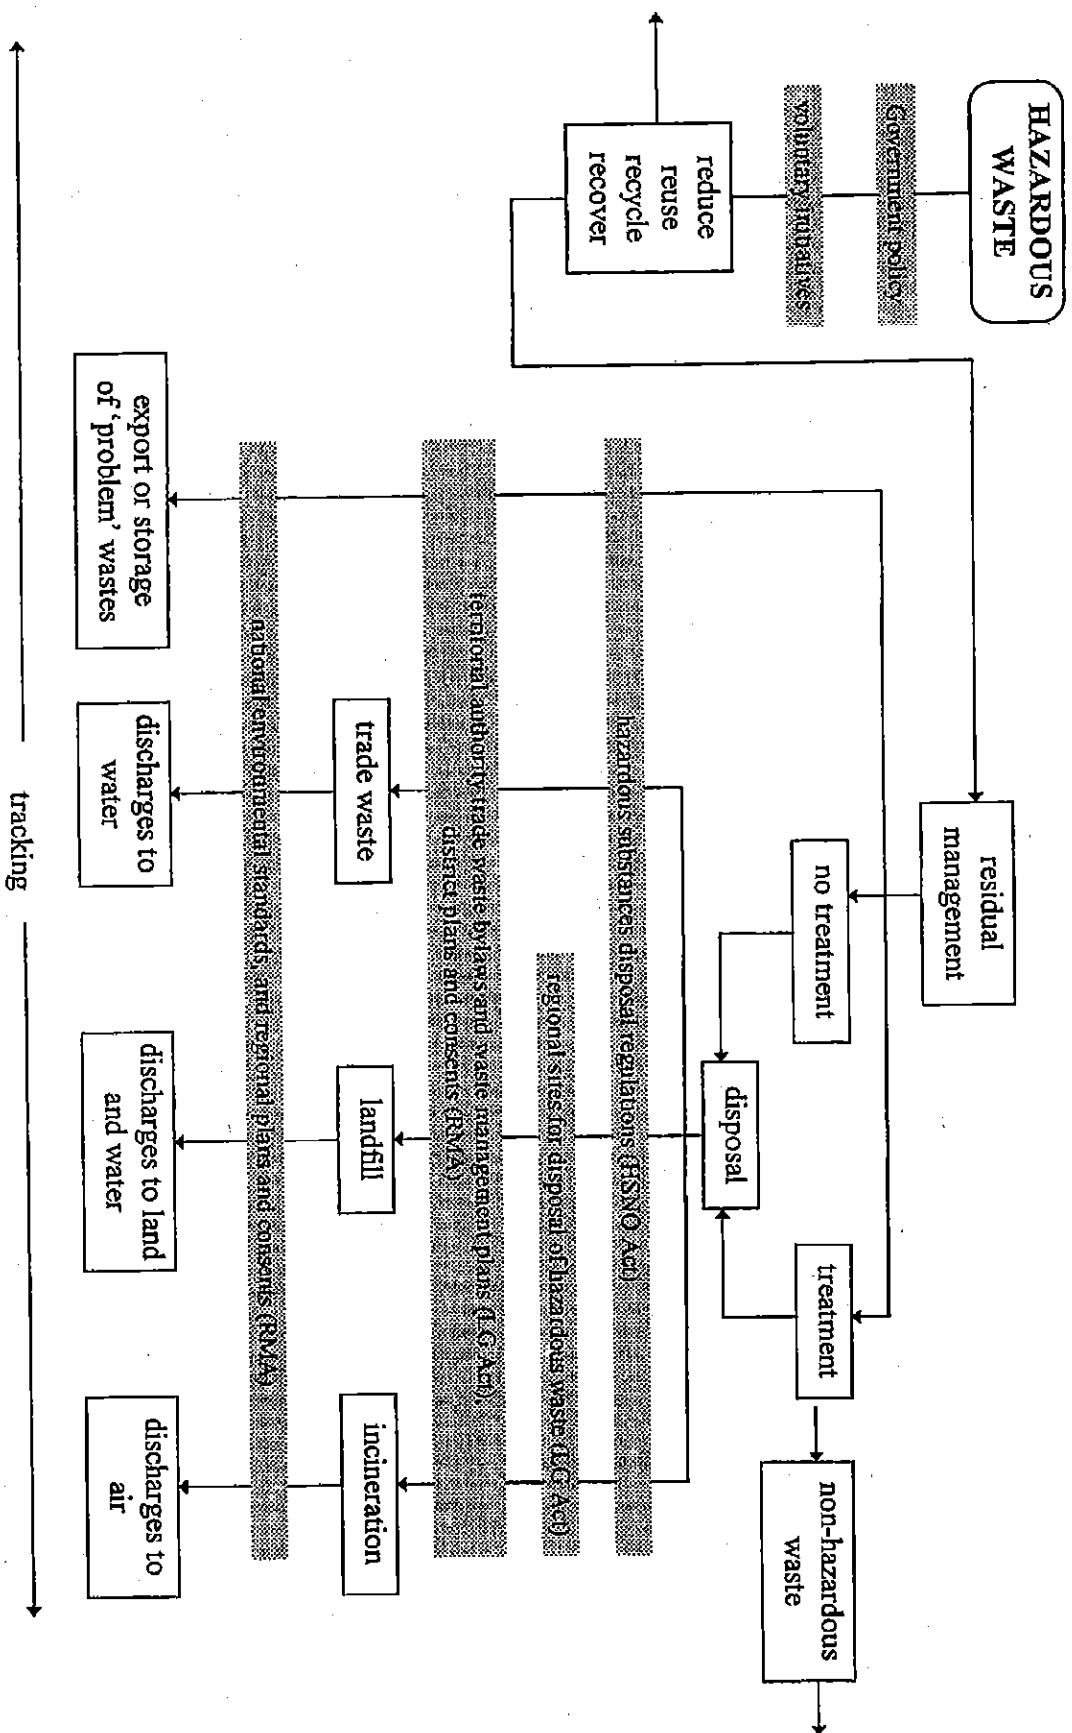 HAZARDOUS
WASTE
Government policy
voluntary initiatives
reduce
reuse
recycle
recover
residual
management
no treatment
treatment
non-hazardous
waste
disposal
hazardous substances disposal regulations (HSNO Act)
regional sites for disposal of hazardous waste (LG Act)
territorial authority trade waste bylaws and waste management plans (LG Act),
district plans and consents (RMA)
trade waste
landfill
incineration
national environmental standards, and regional plans and consents (RMA)
export or storage
of 'problem' wastes
discharges to
water
discharges to land
and water
discharges to
air
tracking